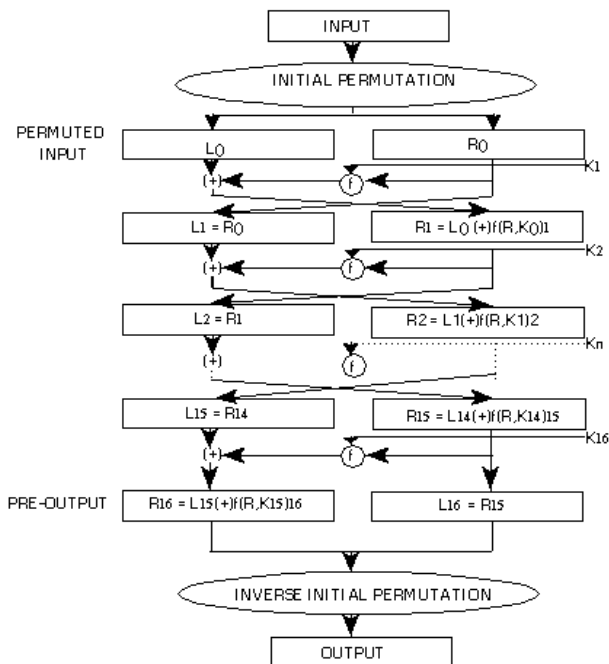 INPUT
INITIAL PERMUTATION
PERMUTED
INPUT
L0
R0
K1
(+)
f
L1 = R0
R1 = L0 (+)f(R,K0)1
K2
(+)
f
L2 = R1
R2 = L1(+)f(R,K1)2
Kn
(+)
f
L15 = R14
R15 = L14(+)f(R,K14)15
K16
(+)
f
PRE-OUTPUT
R16 = L15(+)f(R,K15)16
L16 = R15
INVERSE INITIAL PERMUTATION
OUTPUT